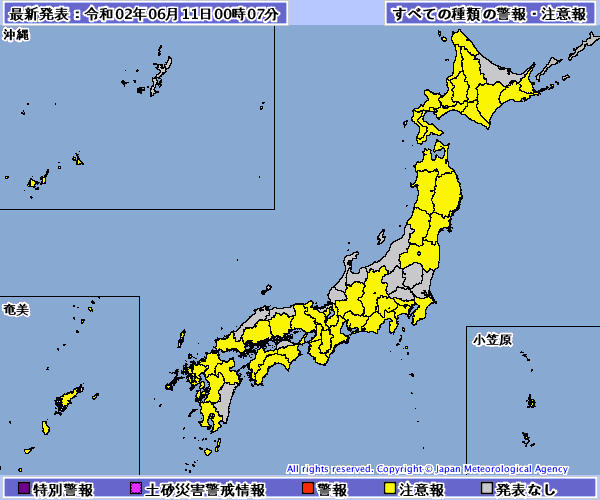 最新発表：令和02年06月11日00時07分
すべての種類の警報・注意報
沖縄
奄美
小笠原
All rights reserved. Copyright © Japan Meteorological Agency
特別警報
土砂災害警戒情報
警報
注意報
発表なし